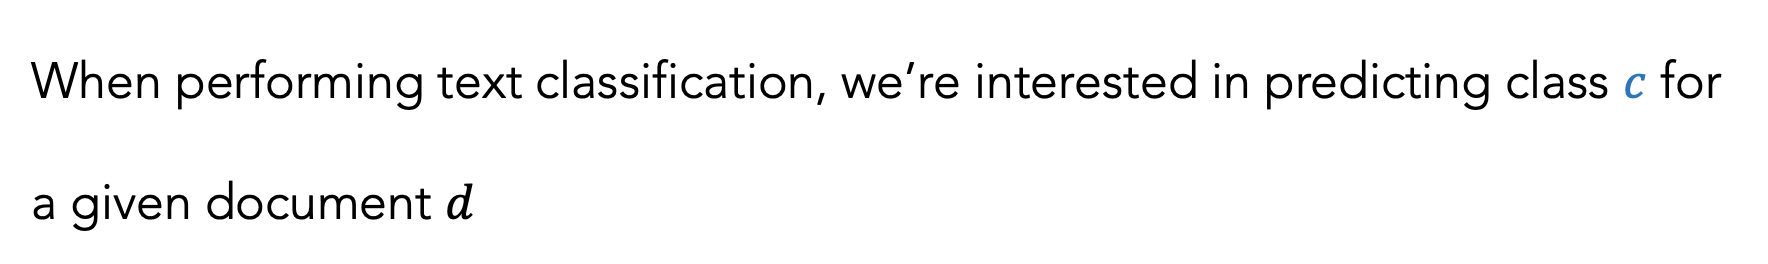 When performing text classification, we’re interested in predicting class c for
a given document d